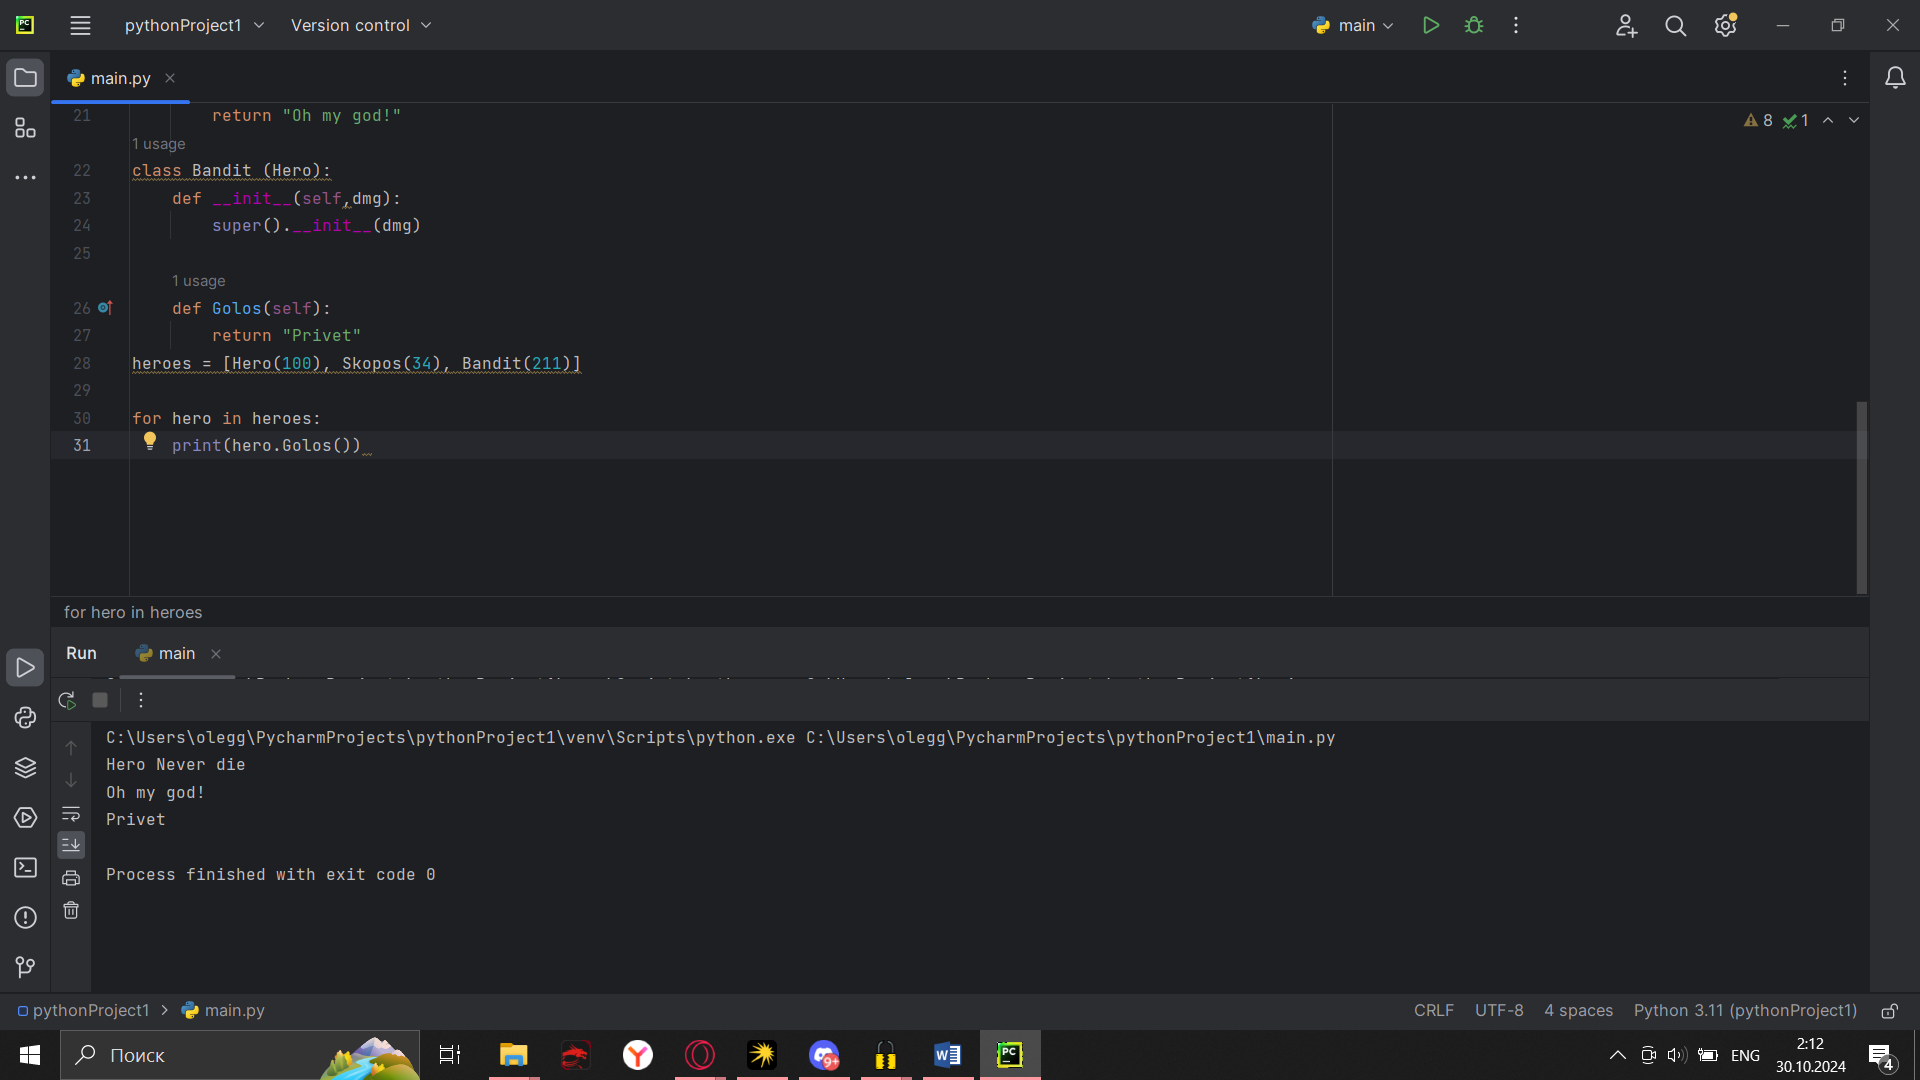 PC pythonProject1 Version control main
main.py
21 return "Oh my god!"
8 1
1 usage
22 class Bandit (Hero):
23 def __init__(self,dmg):
24 super().__init__(dmg)
25
1 usage
26 def Golos(self):
27 return "Privet"
28 heroes = [Hero(100), Skopos(34), Bandit(211)]
29
30 for hero in heroes:
31 print(hero.Golos())
for hero in heroes
Run main
C:\Users\olegg\PycharmProjects\pythonProject1\venv\Scripts\python.exe C:\Users\olegg\PycharmProjects\pythonProject1\main.py
Hero Never die
Oh my god!
Privet
Process finished with exit code 0
pythonProject1 main.py CRLF UTF-8 4 spaces Python 3.11 (pythonProject1)
Поиск 9+ W PC ENG 2:12
30.10.2024 4